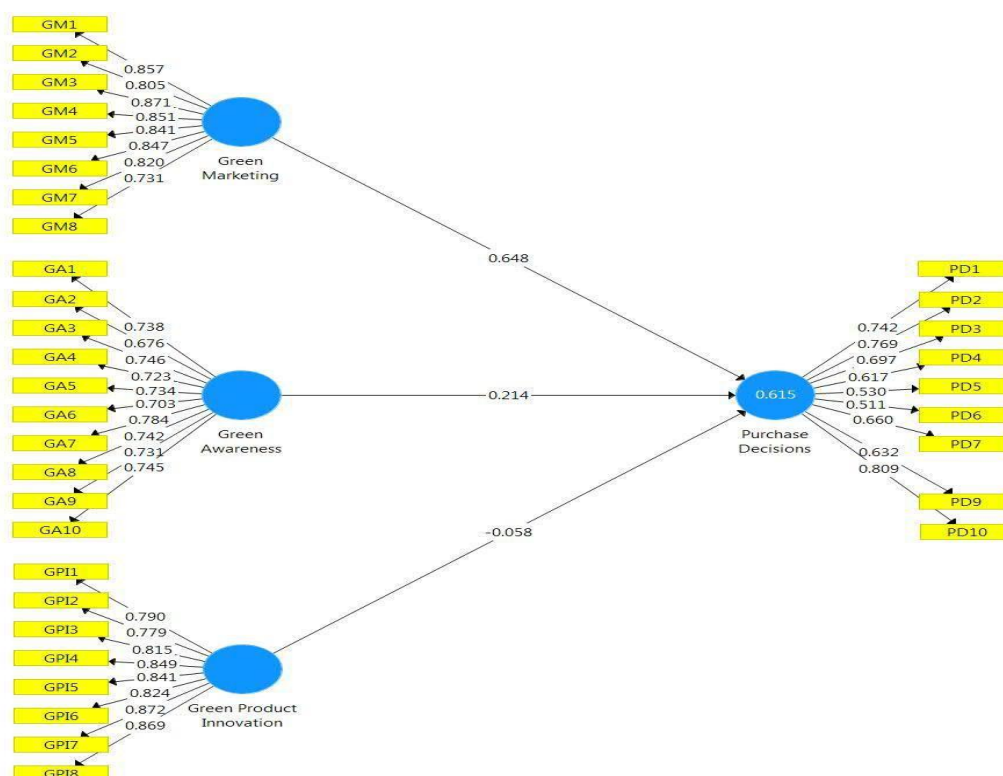 GM1
GM2
GM3
GM4
GM5
GM6
GM7
GM8
0.857
0.805
0.871
0.851
0.841
0.847
0.820
0.731
Green
Marketing
0.648
GA1
GA2
GA3
GA4
GA5
GA6
GA7
GA8
GA9
GA10
0.738
0.676
0.746
0.723
0.734
0.703
0.784
0.742
0.731
0.745
Green
Awareness
0.214
GPI1
GPI2
GPI3
GPI4
GPI5
GPI6
GPI7
GPI8
0.790
0.779
0.815
0.849
0.841
0.824
0.872
0.869
Green Product
Innovation
-0.058
0.615
Purchase
Decisions
0.742
0.769
0.697
0.617
0.530
0.511
0.660
0.632
0.809
PD1
PD2
PD3
PD4
PD5
PD6
PD7
PD9
PD10